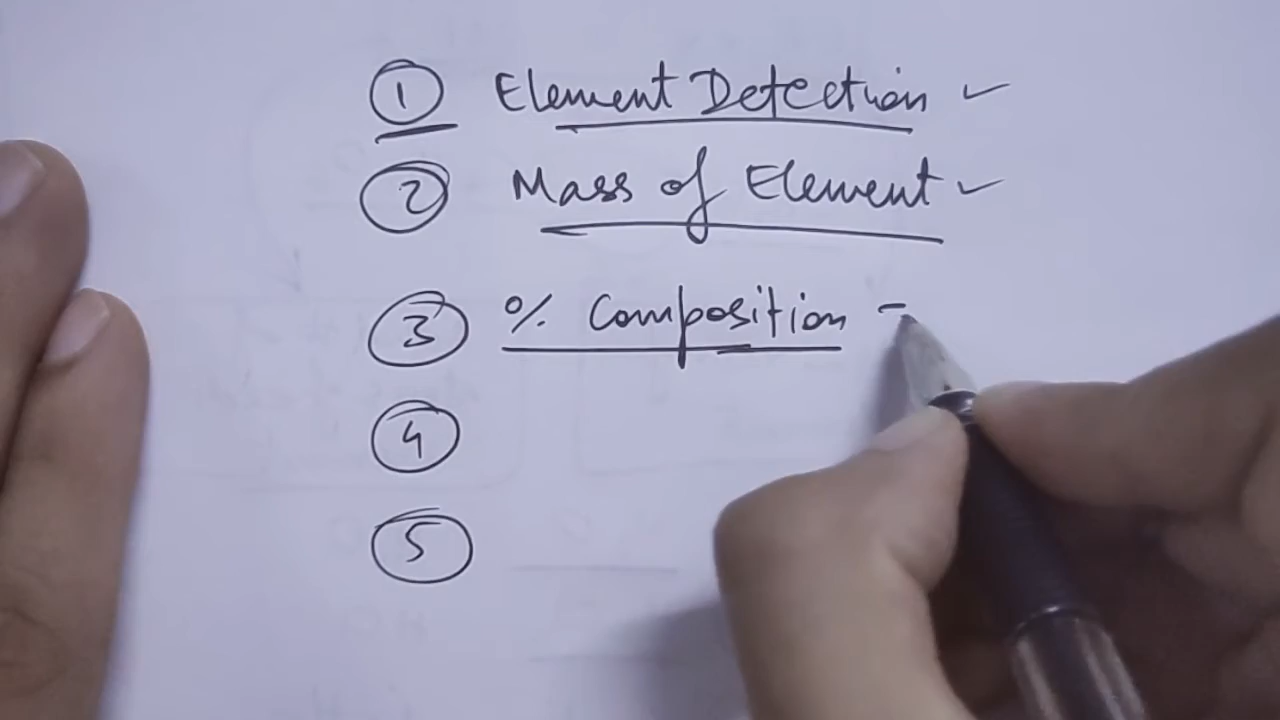 1 Element Detection ✓
2 Mass of Element ✓
3 % Composition -
4
5